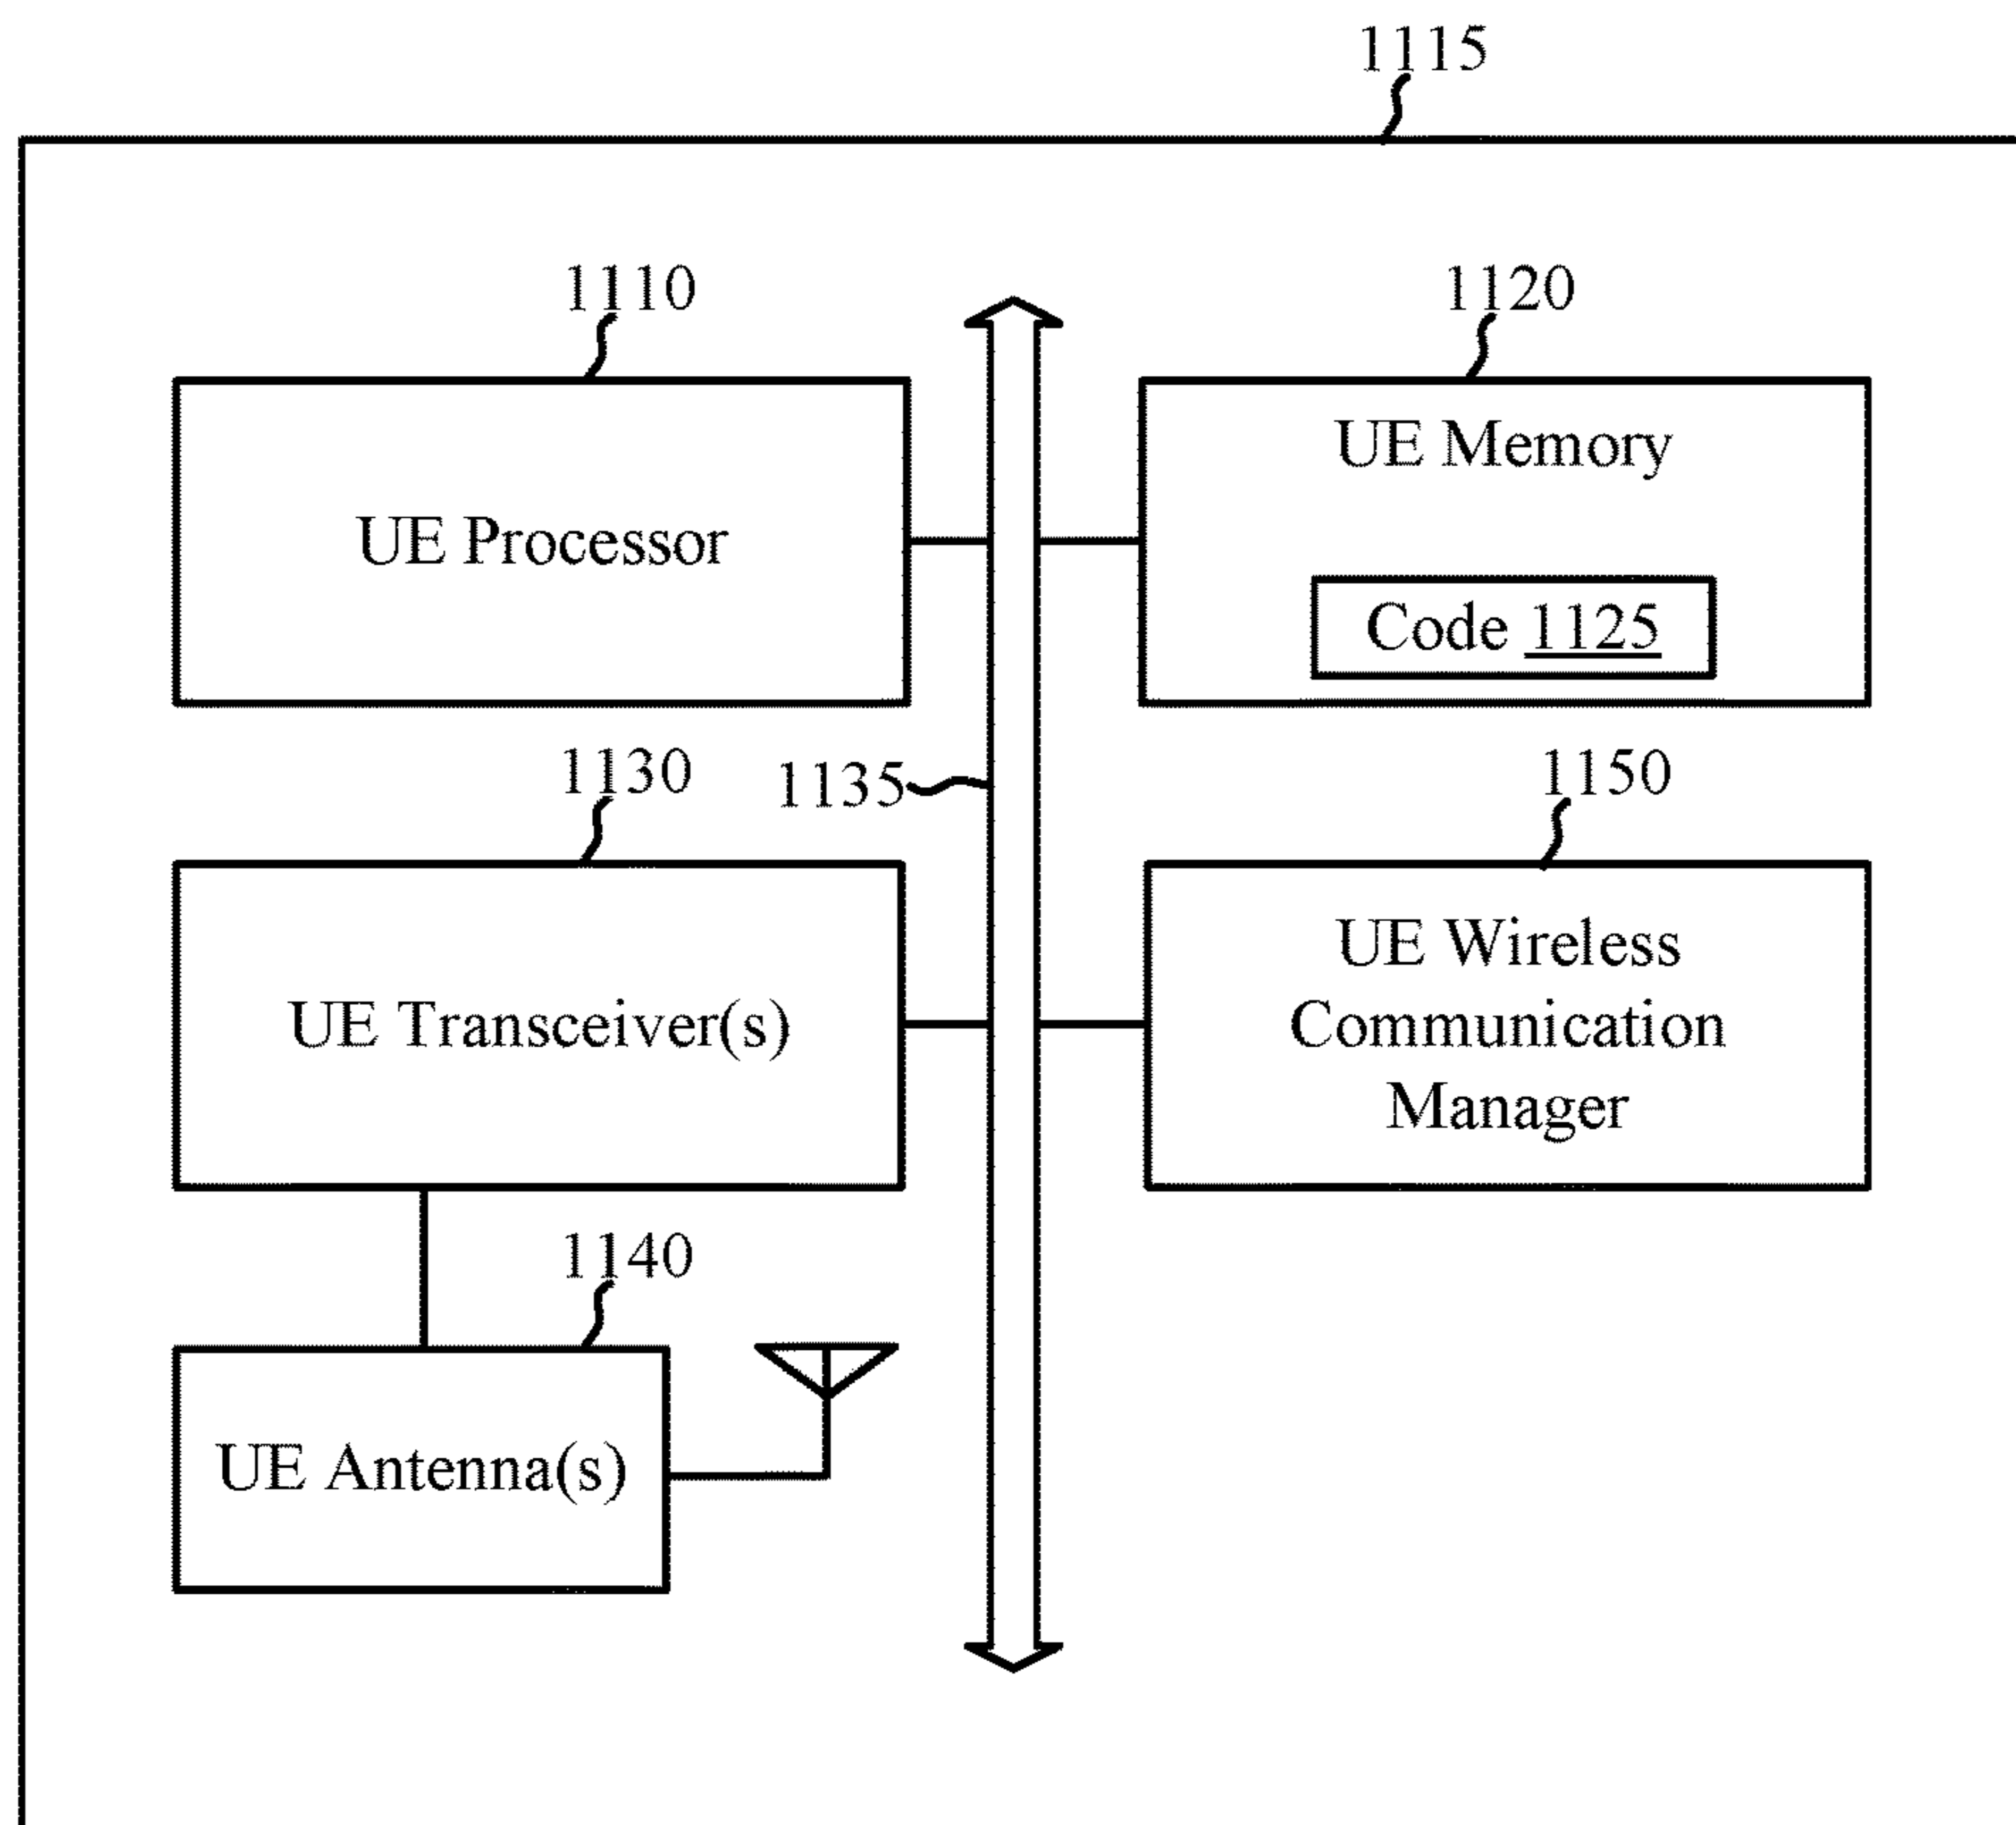 1115
1110
1120
UE Processor
UE Memory
Code 1125
1130
1135
1150
UE Transceiver(s)
UE Wireless
Communication
Manager
1140
UE Antenna(s)